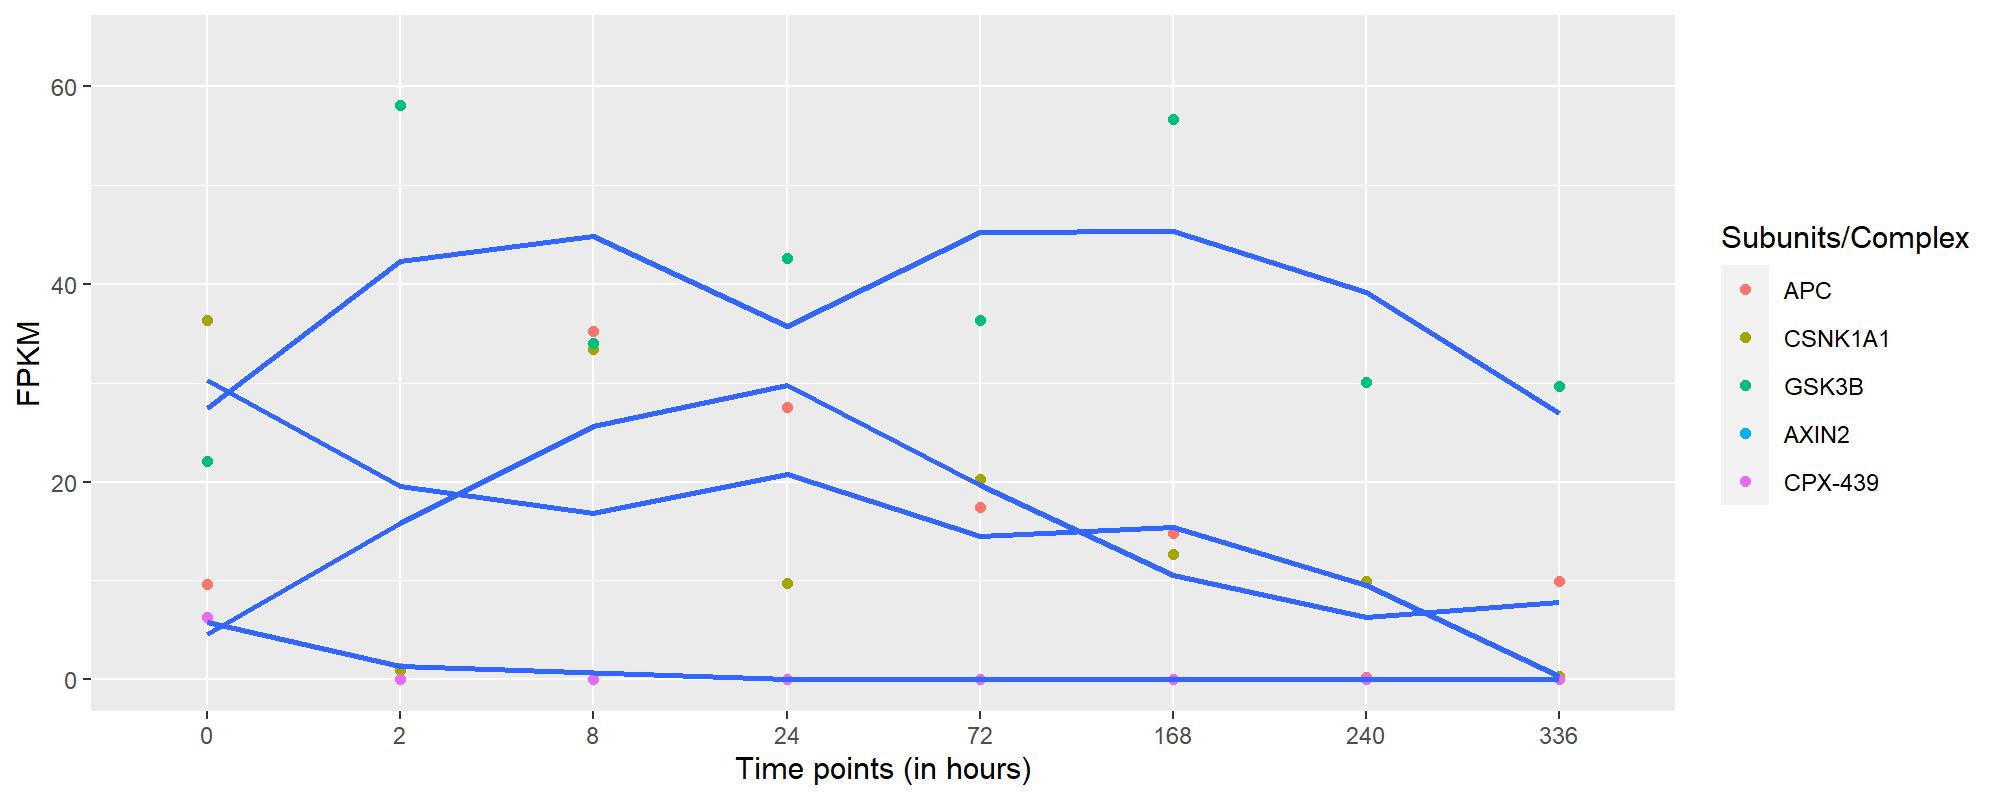 60
40
20
0
FPKM
0 2 8 24 72 168 240 336
Time points (in hours)
Subunits/Complex
APC
CSNK1A1
GSK3B
AXIN2
CPX-439